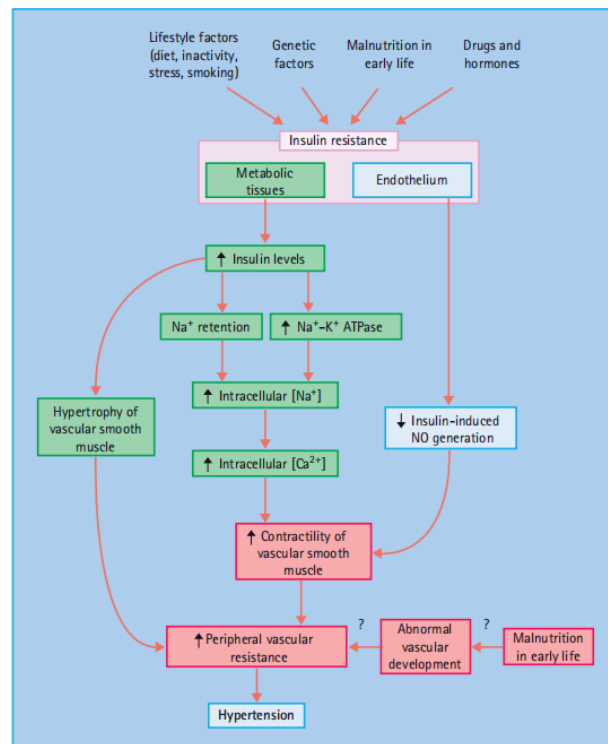 Lifestyle factors
(diet, inactivity,
stress, smoking)
Genetic
factors
Malnutrition in
early life
Drugs and
hormones
Insulin resistance
Metabolic
tissues
Endothelium
↑ Insulin levels
Na⁺ retention
↑ Na⁺–K⁺ ATPase
↑ Intracellular [Na⁺]
Hypertrophy of
vascular smooth
muscle
↓ Insulin-induced
NO generation
↑ Intracellular [Ca²⁺]
↑ Contractility of
vascular smooth
muscle
? ?
↑ Peripheral vascular
resistance
Abnormal
vascular
development
Malnutrition
in early life
Hypertension